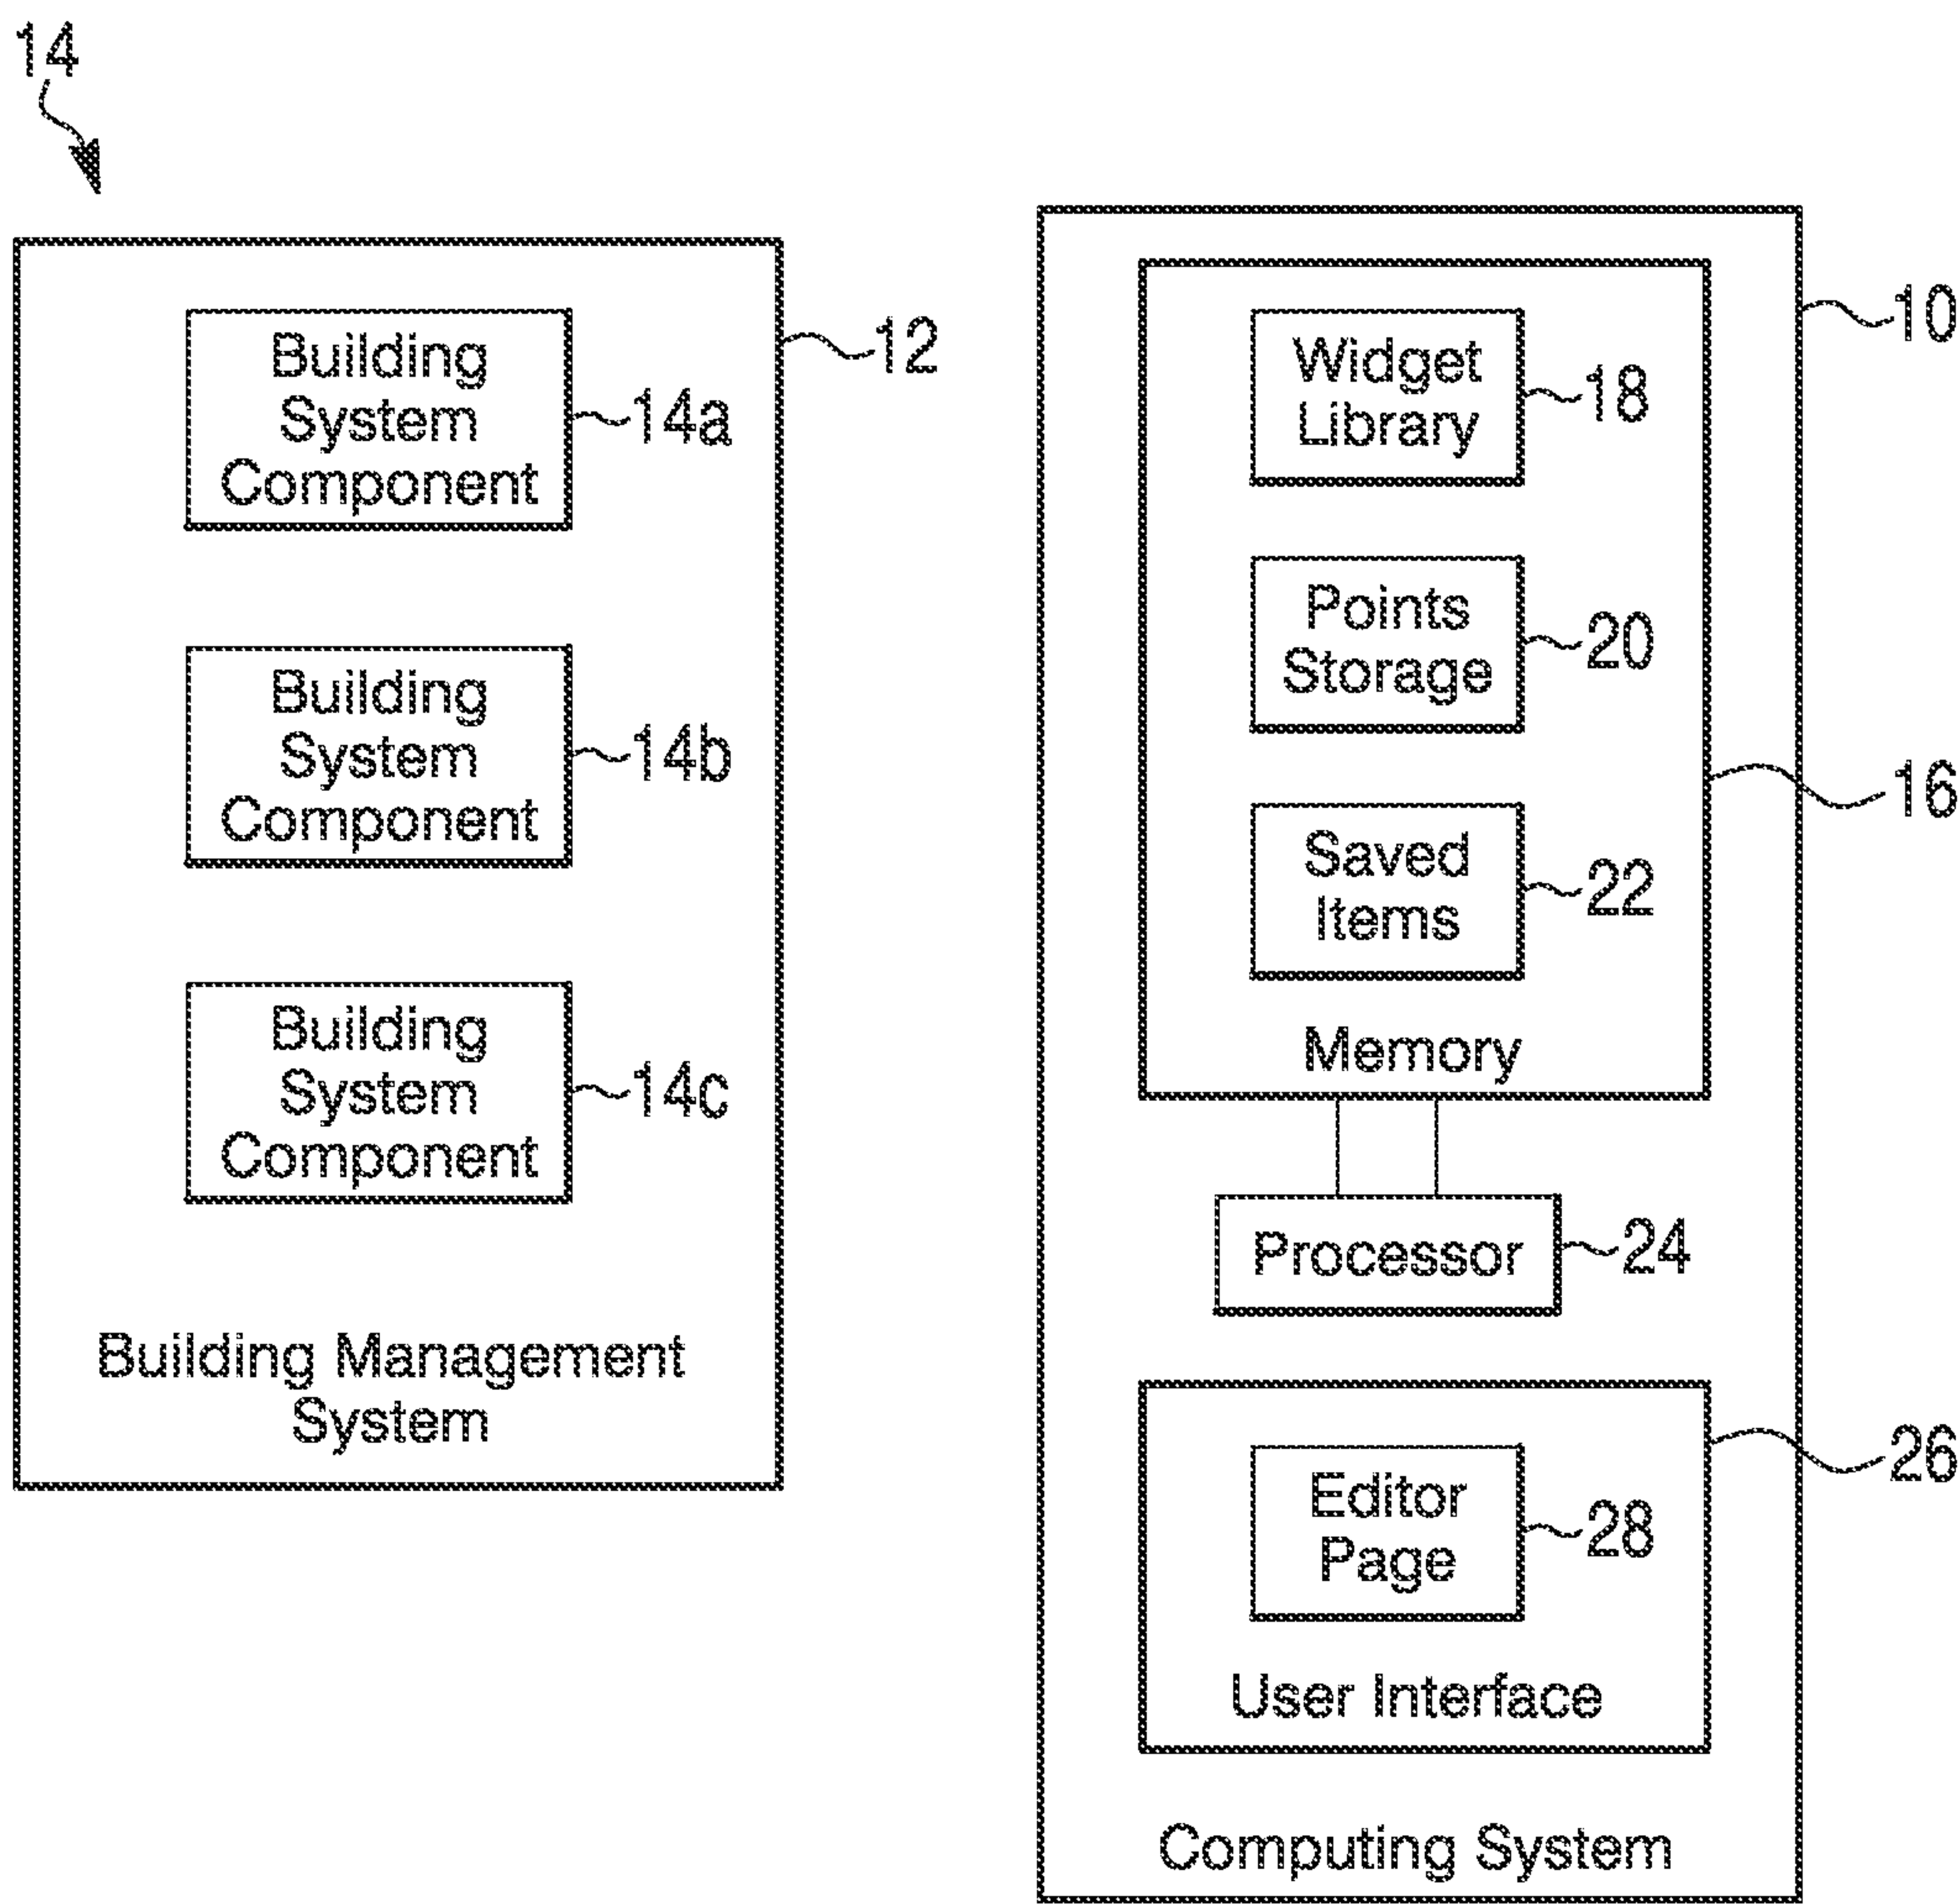 14
Building
System
Component
14a
12
Building
System
Component
14b
Building
System
Component
14c
Building Management
System
10
Widget
Library
18
Points
Storage
20
16
Saved
Items
22
Memory
Processor
24
26
Editor
Page
28
User Interface
Computing System